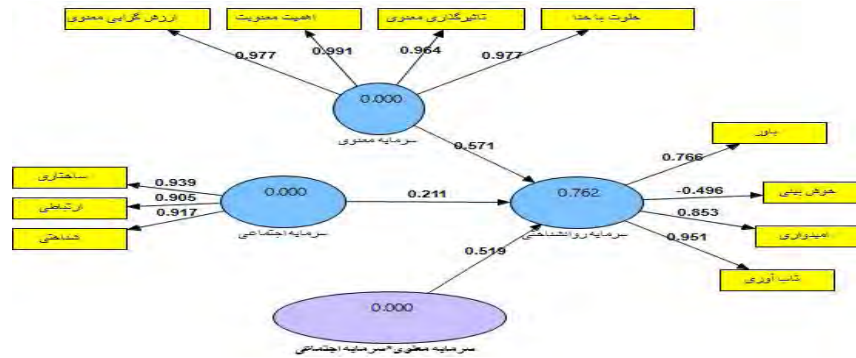 ارزش گرایی معنوی
اهمیت معنویت
تاثیرگذاری معنوی
خلوت با خدا
0.977
0.991
0.964
0.977
0.000
سرمایه معنوی
باور
ساختاری
0.939
0.571
0.766
ارتباطی
0.905
0.000
0.211
0.762
-0.496
خوش بینی
شناختی
0.917
سرمایه اجتماعی
سرمایه روانشناختی
0.853
امیدواری
0.519
0.951
تاب آوری
0.000
سرمایه معنوی*سرمایه اجتماعی